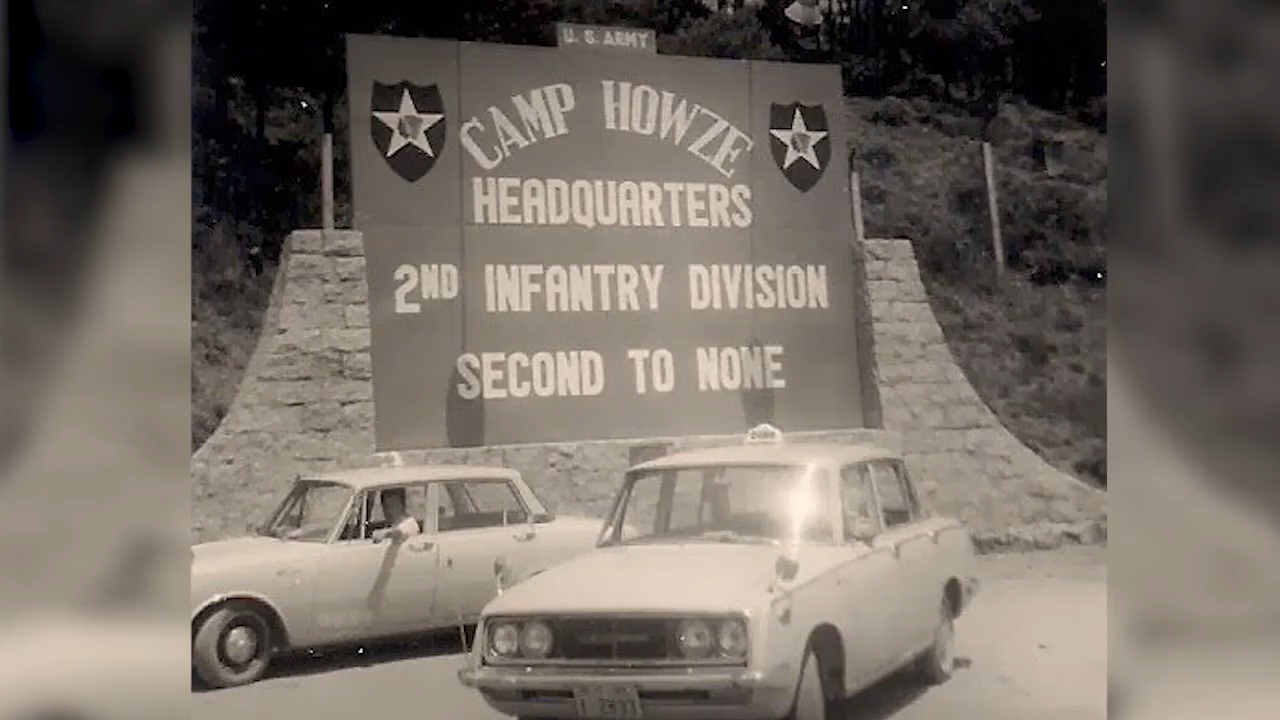 U. S. ARMY
CAMP HOWZE
HEADQUARTERS
2ND INFANTRY DIVISION
SECOND TO NONE